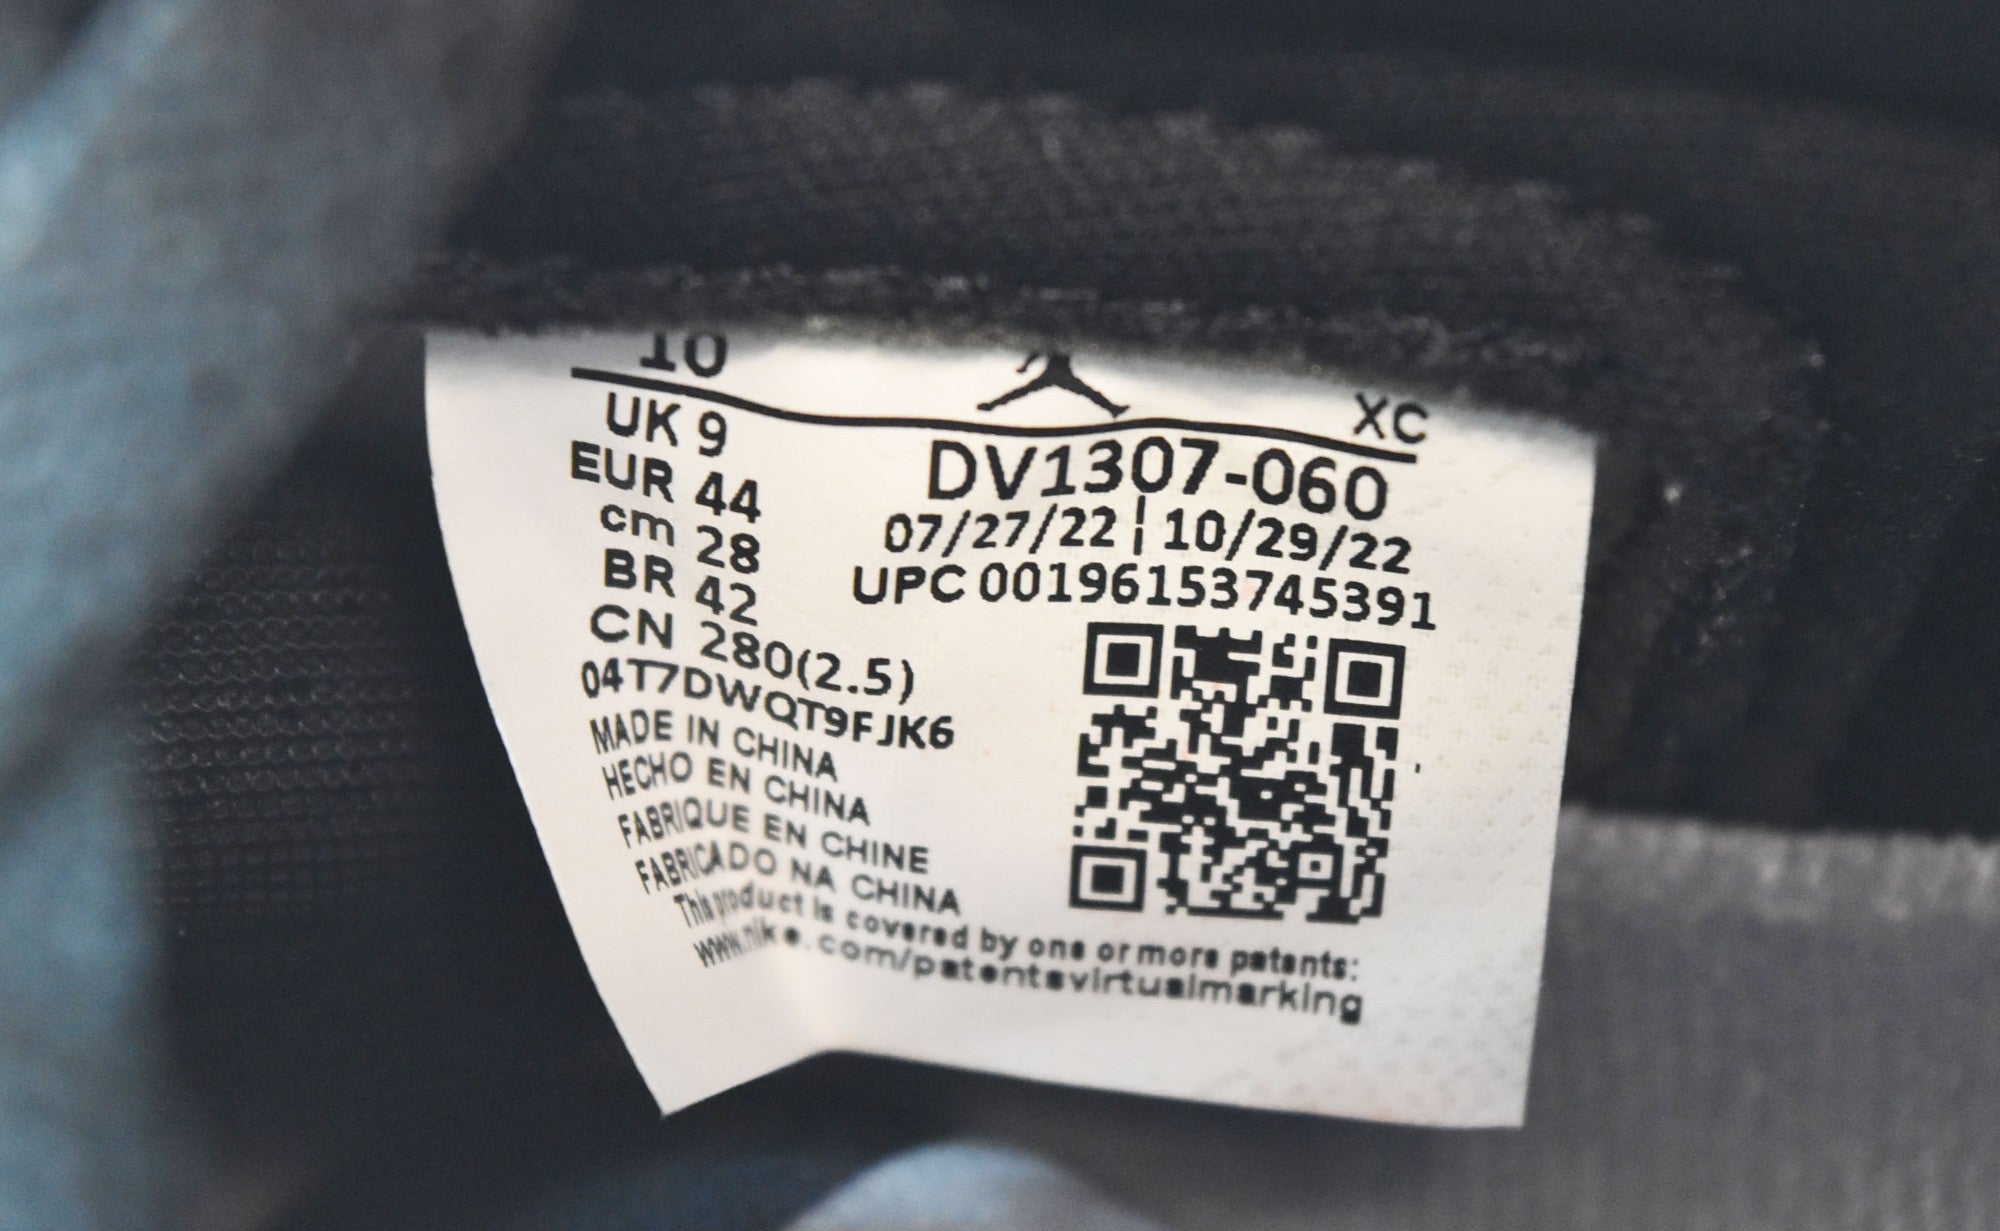 10
XC
UK 9
EUR 44
cm 28
BR 42
CN 280(2.5)
04T7DWQT9FJK6
MADE IN CHINA
HECHO EN CHINA
FABRIQUE EN CHINE
FABRICADO NA CHINA
DV1307-060
07/27/22 | 10/29/22
UPC 00196153745391
This product is covered by one or more patents:
www.nike.com/patentsvirtualmarking